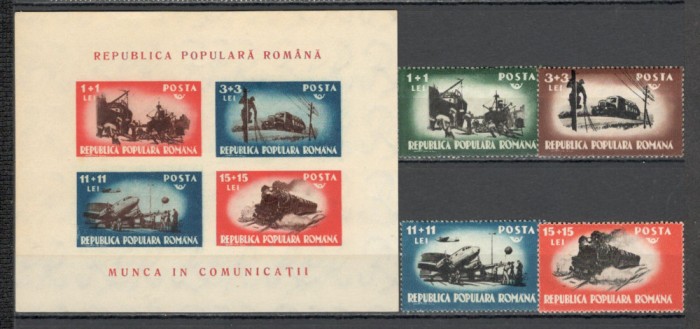 REPUBLICA POPULARĂ ROMÂNĂ
1+1 POSTA
LEI
REPUBLICA POPULARA ROMANA
3+3 POSTA
LEI
REPUBLICA POPULARA ROMANA
11+11 POSTA
LEI
REPUBLICA POPULARA ROMANA
15+15 POSTA
LEI
REPUBLICA POPULARA ROMANA
MUNCA IN COMUNICAȚII
1+1 POSTA
LEI
REPUBLICA POPULARA ROMANA
3+3 POSTA
LEI
REPUBLICA POPULARA ROMANA
11+11 POSTA
LEI
REPUBLICA POPULARA ROMANA
15+15 POSTA
LEI
REPUBLICA POPULARA ROMANA